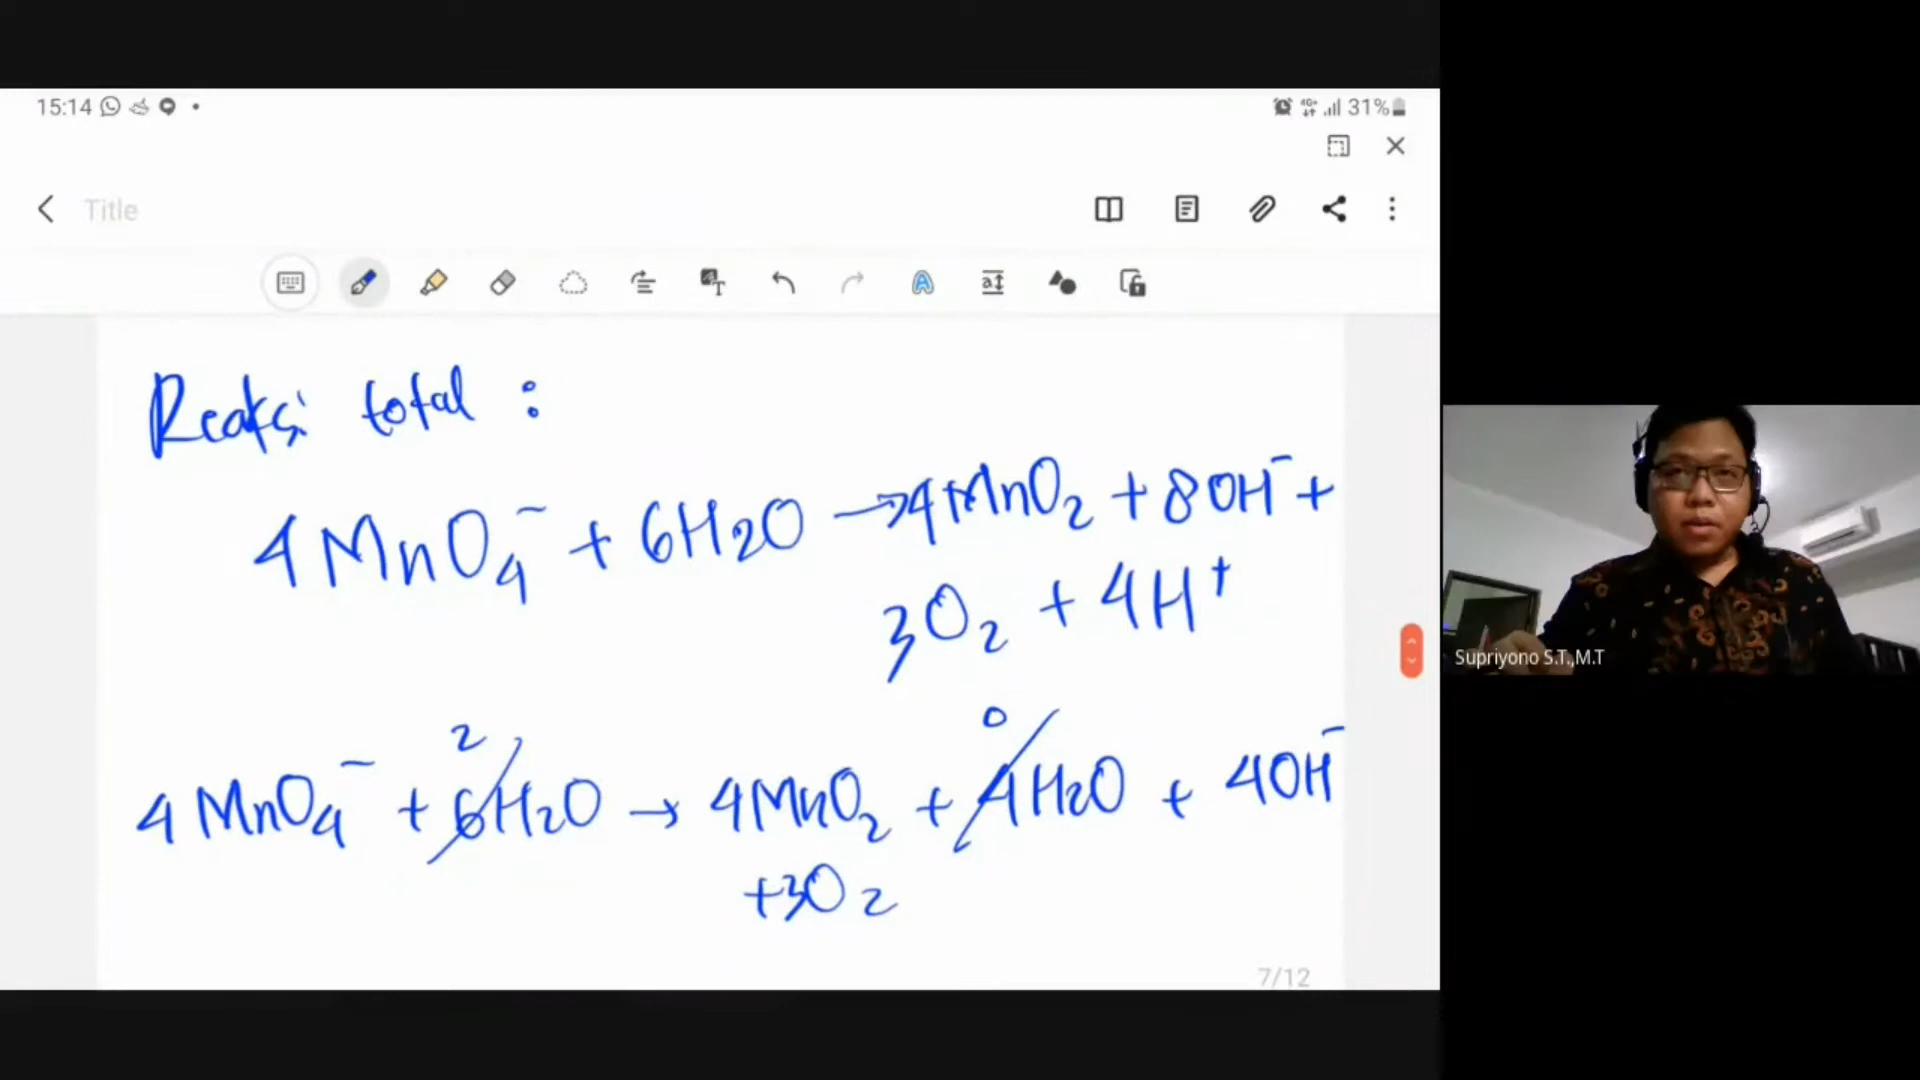 15:14 31%
Title
Reaksi total :
4MnO₄⁻ + 6H₂O → 4MnO₂ + 8OH⁻ +
3O₂ + 4H⁺
2 0
4MnO₄⁻ + 6H₂O → 4MnO₂ + 4H₂O + 4OH⁻
+3O₂
7/12
Supriyono S.T.,M.T